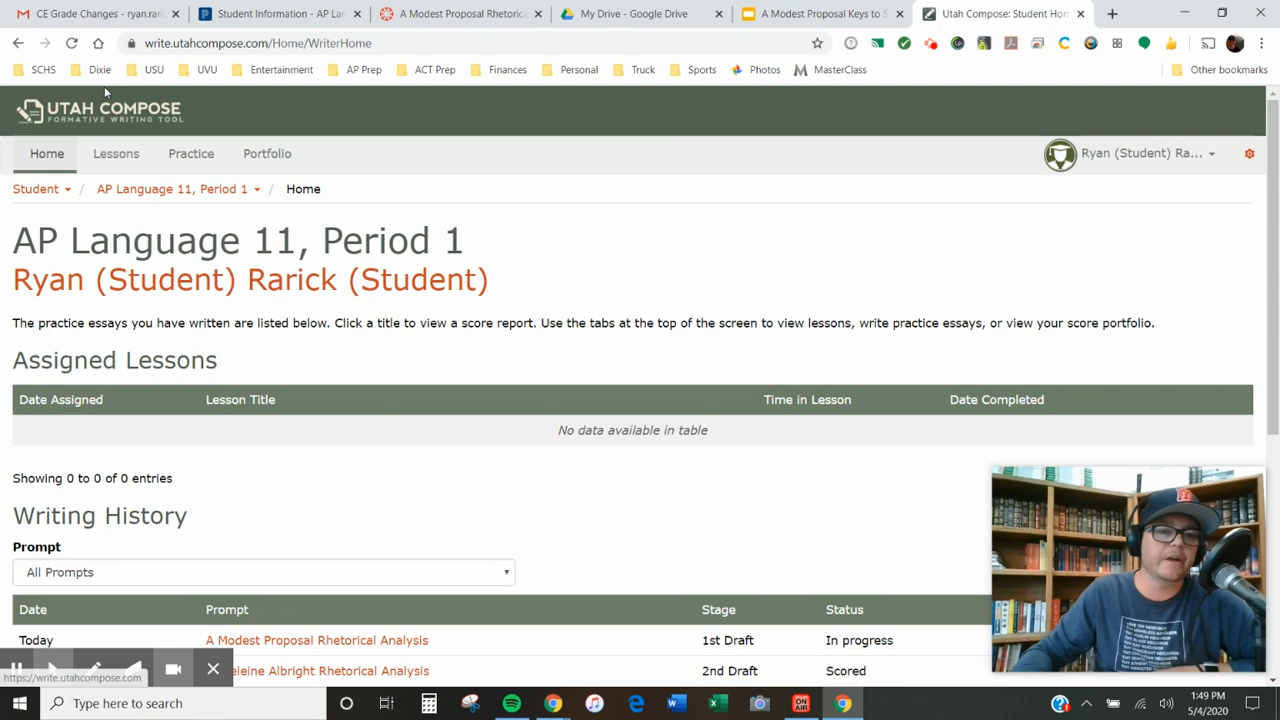 CE Grade Changes - ryan.rar
Student Information - AP La
A Modest Proposal Rhetoric
My Drive - Google Drive
A Modest Proposal Keys to S
Utah Compose: Student Hom
write.utahcompose.com/Home/WriterHome
SCHS Dixie USU UVU Entertainment AP Prep ACT Prep Finances Personal Truck Sports Photos MasterClass Other bookmarks
UTAH COMPOSE
FORMATIVE WRITING TOOL
Home Lessons Practice Portfolio
Ryan (Student) Ra...
Student / AP Language 11, Period 1 / Home
AP Language 11, Period 1
Ryan (Student) Rarick (Student)
The practice essays you have written are listed below. Click a title to view a score report. Use the tabs at the top of the screen to view lessons, write practice essays, or view your score portfolio.
Assigned Lessons
Date Assigned Lesson Title Time in Lesson Date Completed
No data available in table
Showing 0 to 0 of 0 entries
Writing History
Prompt
All Prompts
Date Prompt Stage Status
Today A Modest Proposal Rhetorical Analysis 1st Draft In progress
eleine Albright Rhetorical Analysis 2nd Draft Scored
https://write.utahcompose.com
Type here to search
ON AIR
1:49 PM
5/4/2020